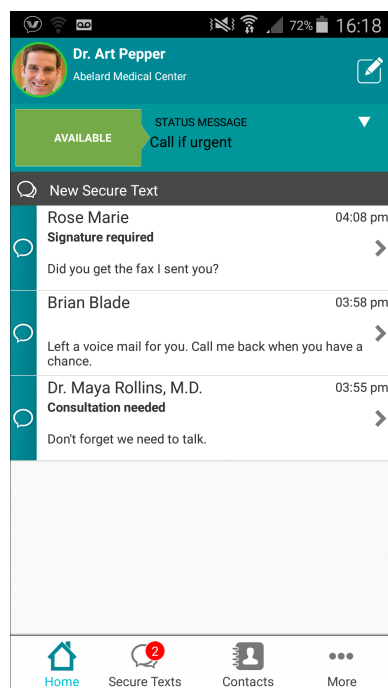 72% 16:18
Dr. Art Pepper
Abelard Medical Center
STATUS MESSAGE
AVAILABLE
Call if urgent
New Secure Text
Rose Marie 04:08 pm
Signature required
Did you get the fax I sent you?
Brian Blade 03:58 pm
Left a voice mail for you. Call me back when you have a
chance.
Dr. Maya Rollins, M.D. 03:55 pm
Consultation needed
Don't forget we need to talk.
2
Home Secure Texts Contacts More